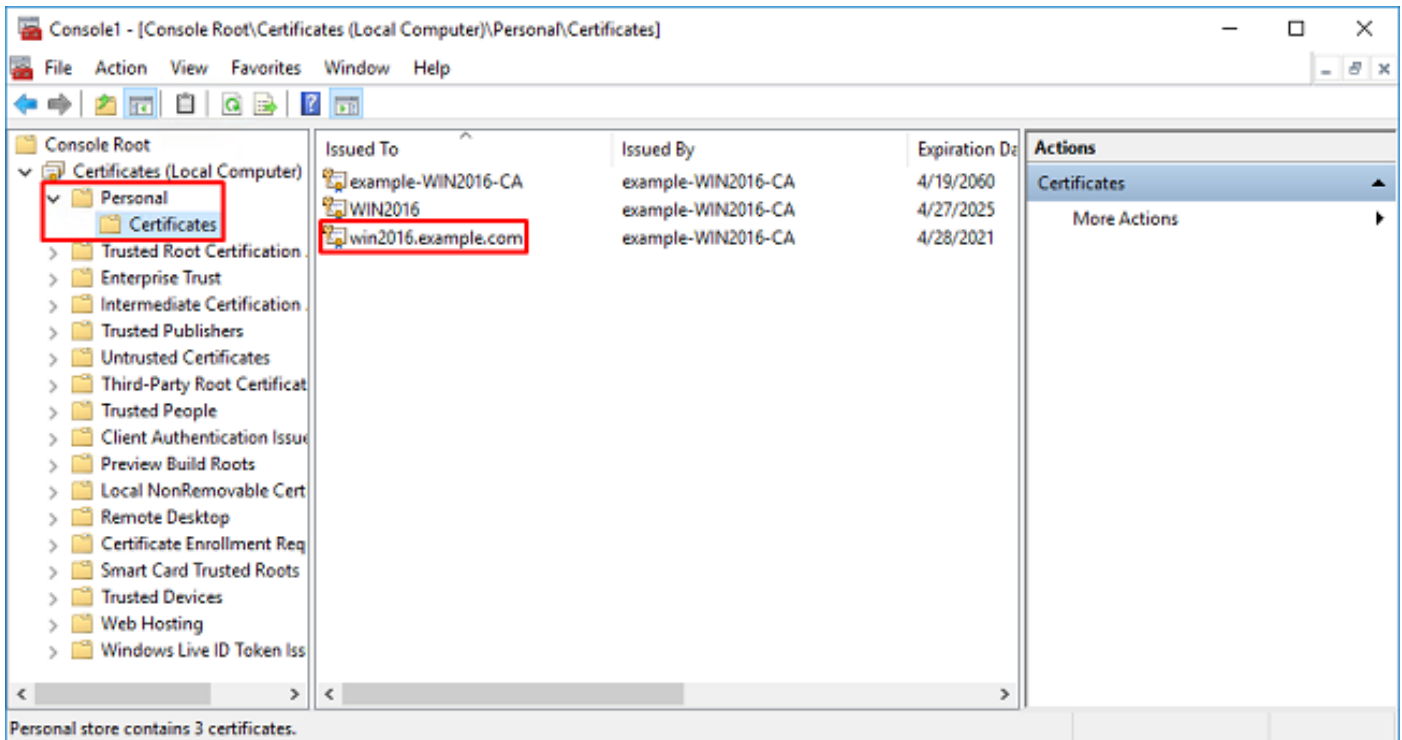 Console1 - [Console Root\Certificates (Local Computer)\Personal\Certificates]
File Action View Favorites Window Help
Console Root
Certificates (Local Computer)
Personal
Certificates
Trusted Root Certification
Enterprise Trust
Intermediate Certification
Trusted Publishers
Untrusted Certificates
Third-Party Root Certificat
Trusted People
Client Authentication Issu
Preview Build Roots
Local NonRemovable Cert
Remote Desktop
Certificate Enrollment Req
Smart Card Trusted Roots
Trusted Devices
Web Hosting
Windows Live ID Token Iss
Issued To Issued By Expiration Da
example-WIN2016-CA example-WIN2016-CA 4/19/2060
WIN2016 example-WIN2016-CA 4/27/2025
win2016.example.com example-WIN2016-CA 4/28/2021
Actions
Certificates
More Actions
Personal store contains 3 certificates.